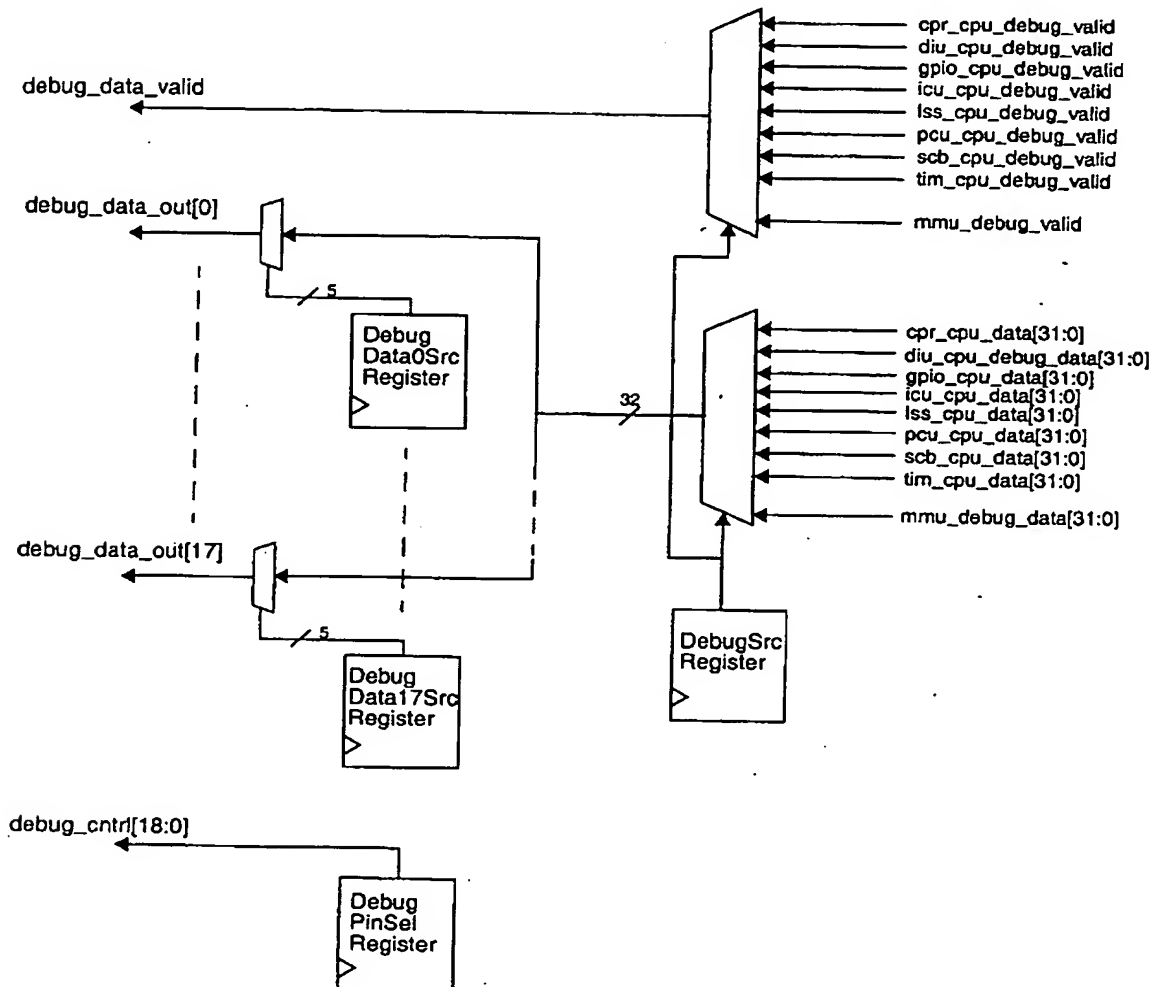 cpr_cpu_debug_valid
diu_cpu_debug_valid
gpio_cpu_debug_valid
icu_cpu_debug_valid
lss_cpu_debug_valid
pcu_cpu_debug_valid
scb_cpu_debug_valid
tim_cpu_debug_valid
mmu_debug_valid
debug_data_valid
debug_data_out[0]
5
Debug
Data0Src
Register
cpr_cpu_data[31:0]
diu_cpu_debug_data[31:0]
gpio_cpu_data[31:0]
icu_cpu_data[31:0]
lss_cpu_data[31:0]
pcu_cpu_data[31:0]
scb_cpu_data[31:0]
tim_cpu_data[31:0]
mmu_debug_data[31:0]
32
debug_data_out[17]
5
Debug
Data17Src
Register
DebugSrc
Register
debug_cntrl[18:0]
Debug
PinSel
Register